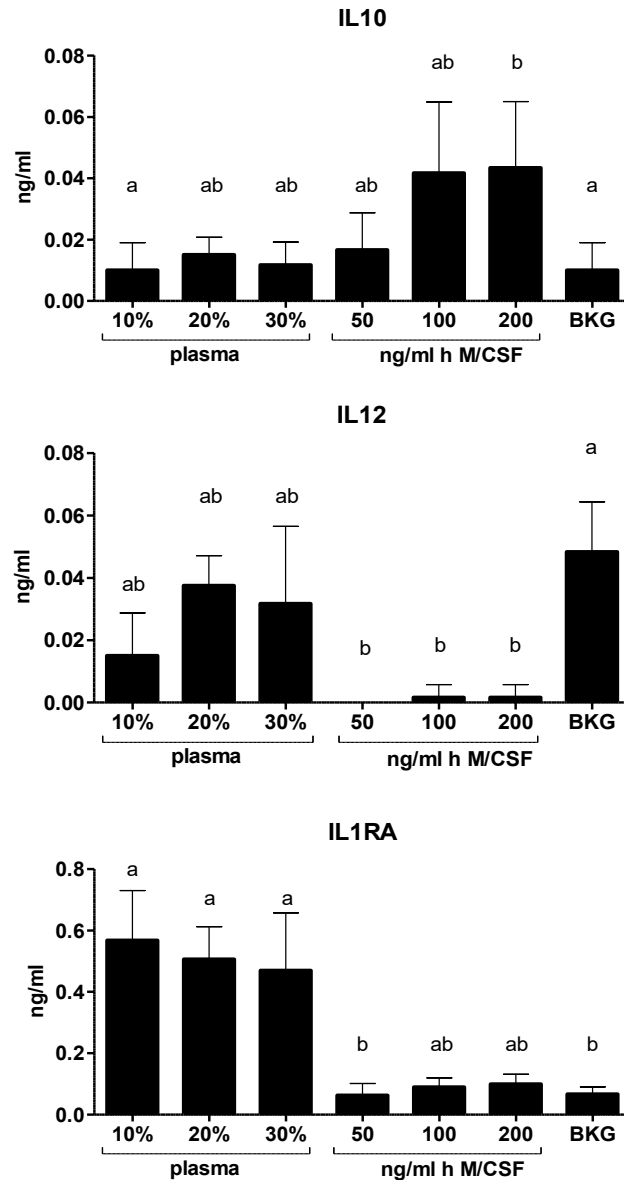 IL10
0.08
ab b
0.06
ng/ml
0.04
a ab ab ab a
0.02
0.00
10% 20% 30% 50 100 200 BKG
plasma ng/ml h M/CSF
IL12
0.08
a
0.06
ab ab
ng/ml
0.04
ab
0.02
b b b
0.00
10% 20% 30% 50 100 200 BKG
plasma ng/ml h M/CSF
IL1RA
0.8
a a a
0.6
ng/ml
0.4
0.2
b ab ab b
0.0
10% 20% 30% 50 100 200 BKG
plasma ng/ml h M/CSF